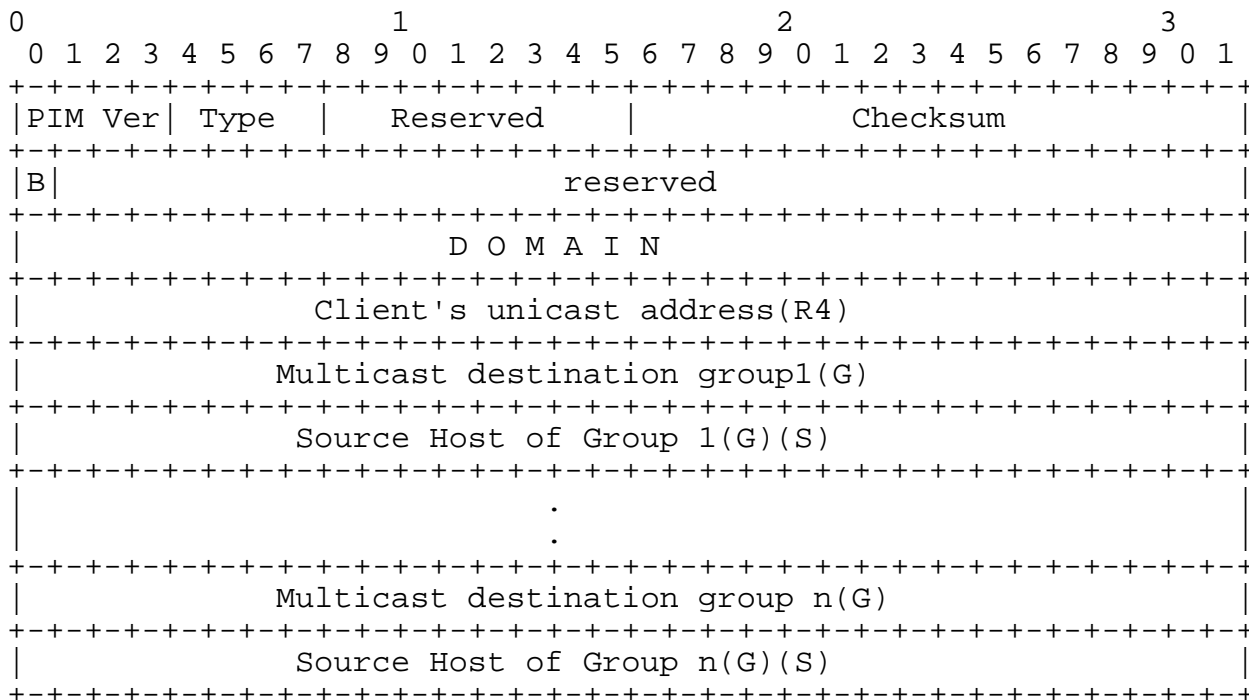 0                   1                   2                   3
 0 1 2 3 4 5 6 7 8 9 0 1 2 3 4 5 6 7 8 9 0 1 2 3 4 5 6 7 8 9 0 1
+-+-+-+-+-+-+-+-+-+-+-+-+-+-+-+-+-+-+-+-+-+-+-+-+-+-+-+-+-+-+-+-+
|PIM Ver| Type  |   Reserved    |           Checksum            |
+-+-+-+-+-+-+-+-+-+-+-+-+-+-+-+-+-+-+-+-+-+-+-+-+-+-+-+-+-+-+-+-+
|B|                          reserved                           |
+-+-+-+-+-+-+-+-+-+-+-+-+-+-+-+-+-+-+-+-+-+-+-+-+-+-+-+-+-+-+-+-+
|                      D O M A I N                              |
+-+-+-+-+-+-+-+-+-+-+-+-+-+-+-+-+-+-+-+-+-+-+-+-+-+-+-+-+-+-+-+-+
|               Client's unicast address(R4)                    |
+-+-+-+-+-+-+-+-+-+-+-+-+-+-+-+-+-+-+-+-+-+-+-+-+-+-+-+-+-+-+-+-+
|             Multicast destination group1(G)                   |
+-+-+-+-+-+-+-+-+-+-+-+-+-+-+-+-+-+-+-+-+-+-+-+-+-+-+-+-+-+-+-+-+
|              Source Host of Group 1(G)(S)                     |
+-+-+-+-+-+-+-+-+-+-+-+-+-+-+-+-+-+-+-+-+-+-+-+-+-+-+-+-+-+-+-+-+
|                           .                                   |
|                           .                                   |
+-+-+-+-+-+-+-+-+-+-+-+-+-+-+-+-+-+-+-+-+-+-+-+-+-+-+-+-+-+-+-+-+
|             Multicast destination group n(G)                  |
+-+-+-+-+-+-+-+-+-+-+-+-+-+-+-+-+-+-+-+-+-+-+-+-+-+-+-+-+-+-+-+-+
|              Source Host of Group n(G)(S)                     |
+-+-+-+-+-+-+-+-+-+-+-+-+-+-+-+-+-+-+-+-+-+-+-+-+-+-+-+-+-+-+-+-+